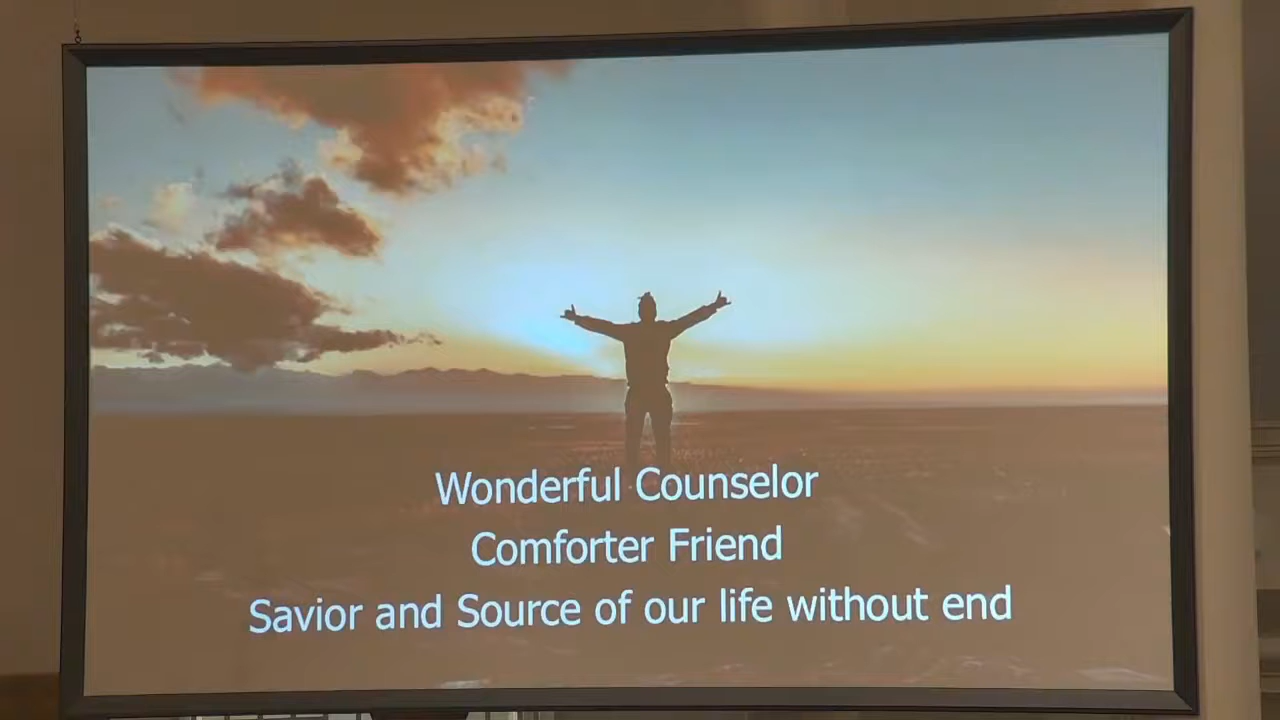 Wonderful Counselor
Comforter Friend
Savior and Source of our life without end